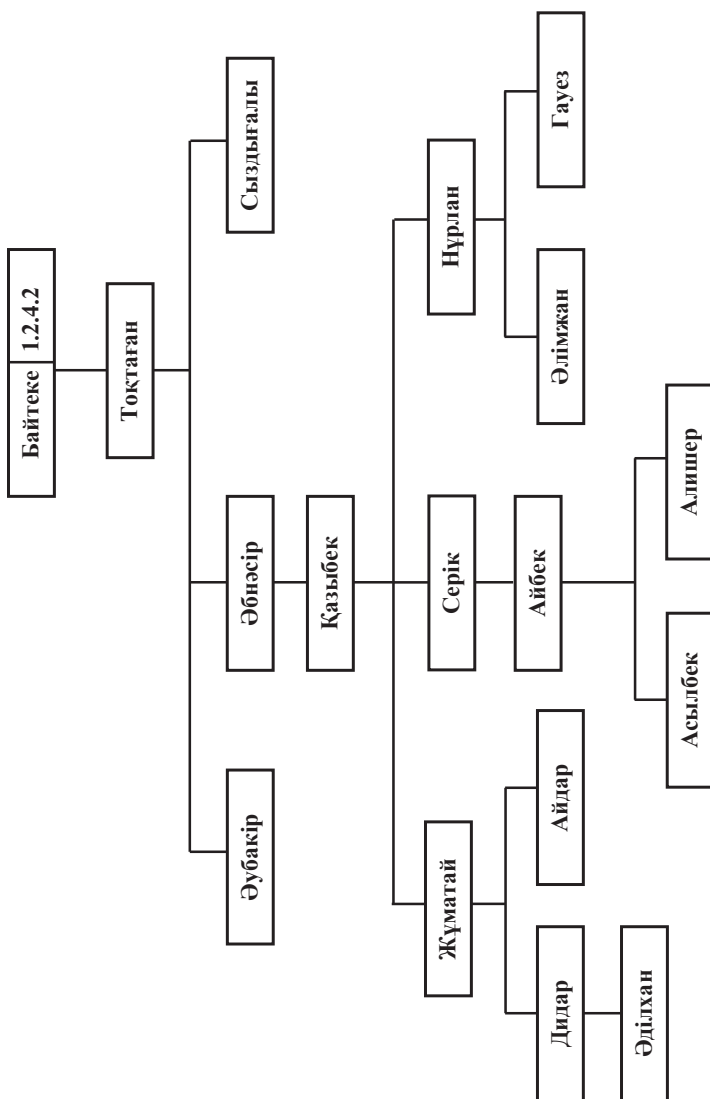 Байтеке 1.2.4.2
Тоқтаған
Әубакір Әбнәсір Сыздығалы
Қазыбек
Жұматай Серік Нұрлан
Дидар Айдар Айбек Әлімжан Гауез
Әділхан Асылбек Алишер